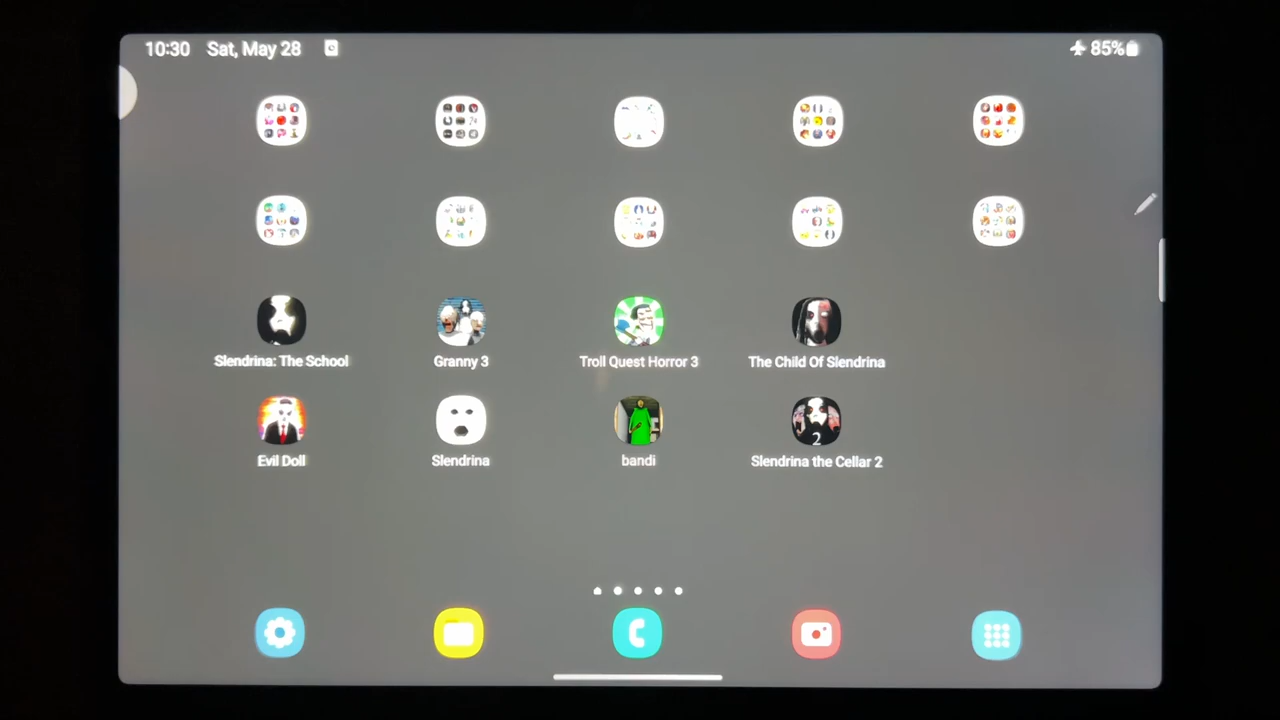 10:30 Sat, May 28 85%
Slendrina: The School Granny 3 Troll Quest Horror 3 The Child Of Slendrina
2
Evil Doll Slendrina bandi Slendrina the Cellar 2